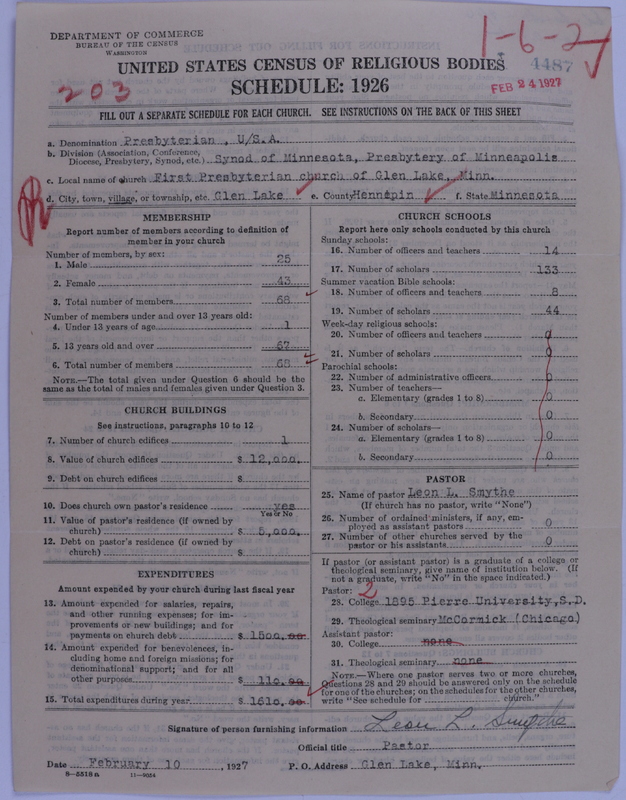 DEPARTMENT OF COMMERCE
BUREAU OF THE CENSUS
WASHINGTON
1-6-27
4487
UNITED STATES CENSUS OF RELIGIOUS BODIES
203
SCHEDULE: 1926
FEB 24 1927
FILL OUT A SEPARATE SCHEDULE FOR EACH CHURCH. SEE INSTRUCTIONS ON THE BACK OF THIS SHEET
a. Denomination Presbyterian, U.S.A.
b. Division (Association, Conference, Diocese, Presbytery, Synod, etc.) Synod of Minnesota, Presbytery of Minneapolis
c. Local name of church First Presbyterian church of Glen Lake, Minn.
d. City, town, village, or township, etc. Glen Lake e. County Hennepin f. State Minnesota
MEMBERSHIP
Report number of members according to definition of
member in your church
Number of members, by sex:
1. Male 25
2. Female 43
3. Total number of members 68
Number of members under and over 13 years old:
4. Under 13 years of age 1
5. 13 years old and over 67
6. Total number of members 68
NOTE.—The total given under Question 6 should be the
same as the total of males and females given under Question 3.
CHURCH BUILDINGS
See instructions, paragraphs 10 to 12
7. Number of church edifices 1
8. Value of church edifices $ 12,000.
9. Debt on church edifices $
10. Does church own pastor's residence yes
Yes or No
11. Value of pastor's residence (if owned by
church) $ 5,000.
12. Debt on pastor's residence (if owned by
church) $
EXPENDITURES
Amount expended by your church during last fiscal year
13. Amount expended for salaries, repairs,
and other running expenses; for im-
provements or new buildings; and for
payments on church debt $ 1500.00
14. Amount expended for benevolences, in-
cluding home and foreign missions; for
denominational support; and for all
other purposes $ 110.00
15. Total expenditures during year $ 1610.00
CHURCH SCHOOLS
Report here only schools conducted by this church
Sunday schools:
16. Number of officers and teachers 14
17. Number of scholars 133
Summer vacation Bible schools:
18. Number of officers and teachers 8
19. Number of scholars 44
Week-day religious schools:
20. Number of officers and teachers 0
21. Number of scholars 0
Parochial schools:
22. Number of administrative officers 0
23. Number of teachers—
a. Elementary (grades 1 to 8) 0
b. Secondary 0
24. Number of scholars—
a. Elementary (grades 1 to 8) 0
b. Secondary 0
PASTOR
25. Name of pastor Leon L. Smythe
(If church has no pastor, write "None")
26. Number of ordained ministers, if any, em-
ployed as assistant pastors 0
27. Number of other churches served by the
pastor or his assistants 0
If pastor (or assistant pastor) is a graduate of a college or
theological seminary, give name of institution below. (If
not a graduate, write "No" in the space indicated.)
Pastor: 2
28. College 1895 Pierre University, S.D.
29. Theological seminary McCormick (Chicago)
Assistant pastor:
30. College none
31. Theological seminary none
NOTE.—Where one pastor serves two or more churches,
Questions 28 and 29 should be answered only on the schedule
for one of the churches; on the schedules for the other churches,
write "See schedule for church."
Signature of person furnishing information Leon L. Smythe
Official title Pastor
Date February 10, 1927 P. O. Address Glen Lake, Minn.
8-5518a 11-9054